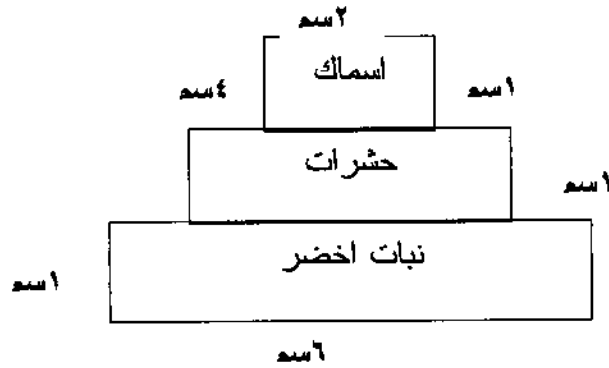 ٢سم
اسماك
٤سم
١سم
حشرات
١سم
نبات اخضر
١سم
٦سم